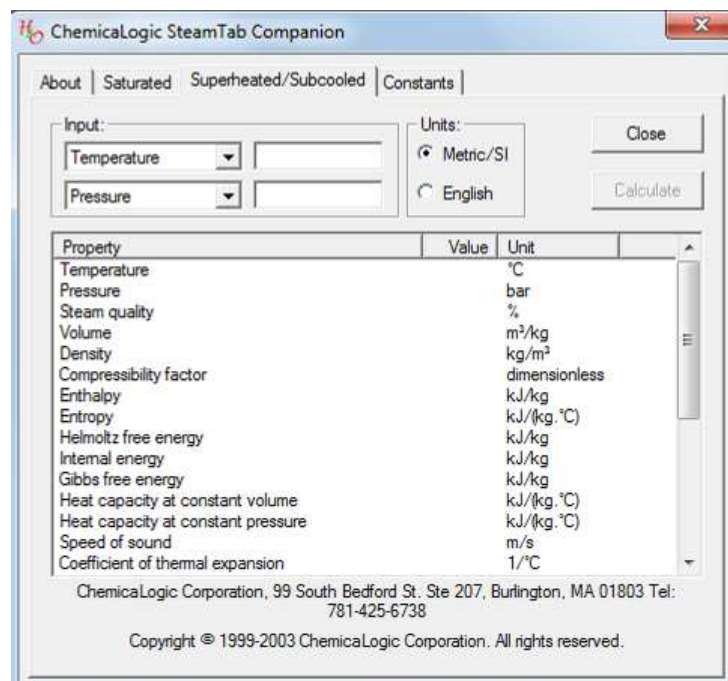 ChemicaLogic SteamTab Companion
About Saturated Superheated/Subcooled Constants
Input: Units:
Temperature Metric/SI Close
Pressure English Calculate
Property Value Unit
Temperature °C
Pressure bar
Steam quality %
Volume m³/kg
Density kg/m³
Compressibility factor dimensionless
Enthalpy kJ/kg
Entropy kJ/(kg.°C)
Helmoltz free energy kJ/kg
Internal energy kJ/kg
Gibbs free energy kJ/kg
Heat capacity at constant volume kJ/(kg.°C)
Heat capacity at constant pressure kJ/(kg.°C)
Speed of sound m/s
Coefficient of thermal expansion 1/°C
ChemicaLogic Corporation, 99 South Bedford St. Ste 207, Burlington, MA 01803 Tel:
781-425-6738
Copyright © 1999-2003 ChemicaLogic Corporation. All rights reserved.